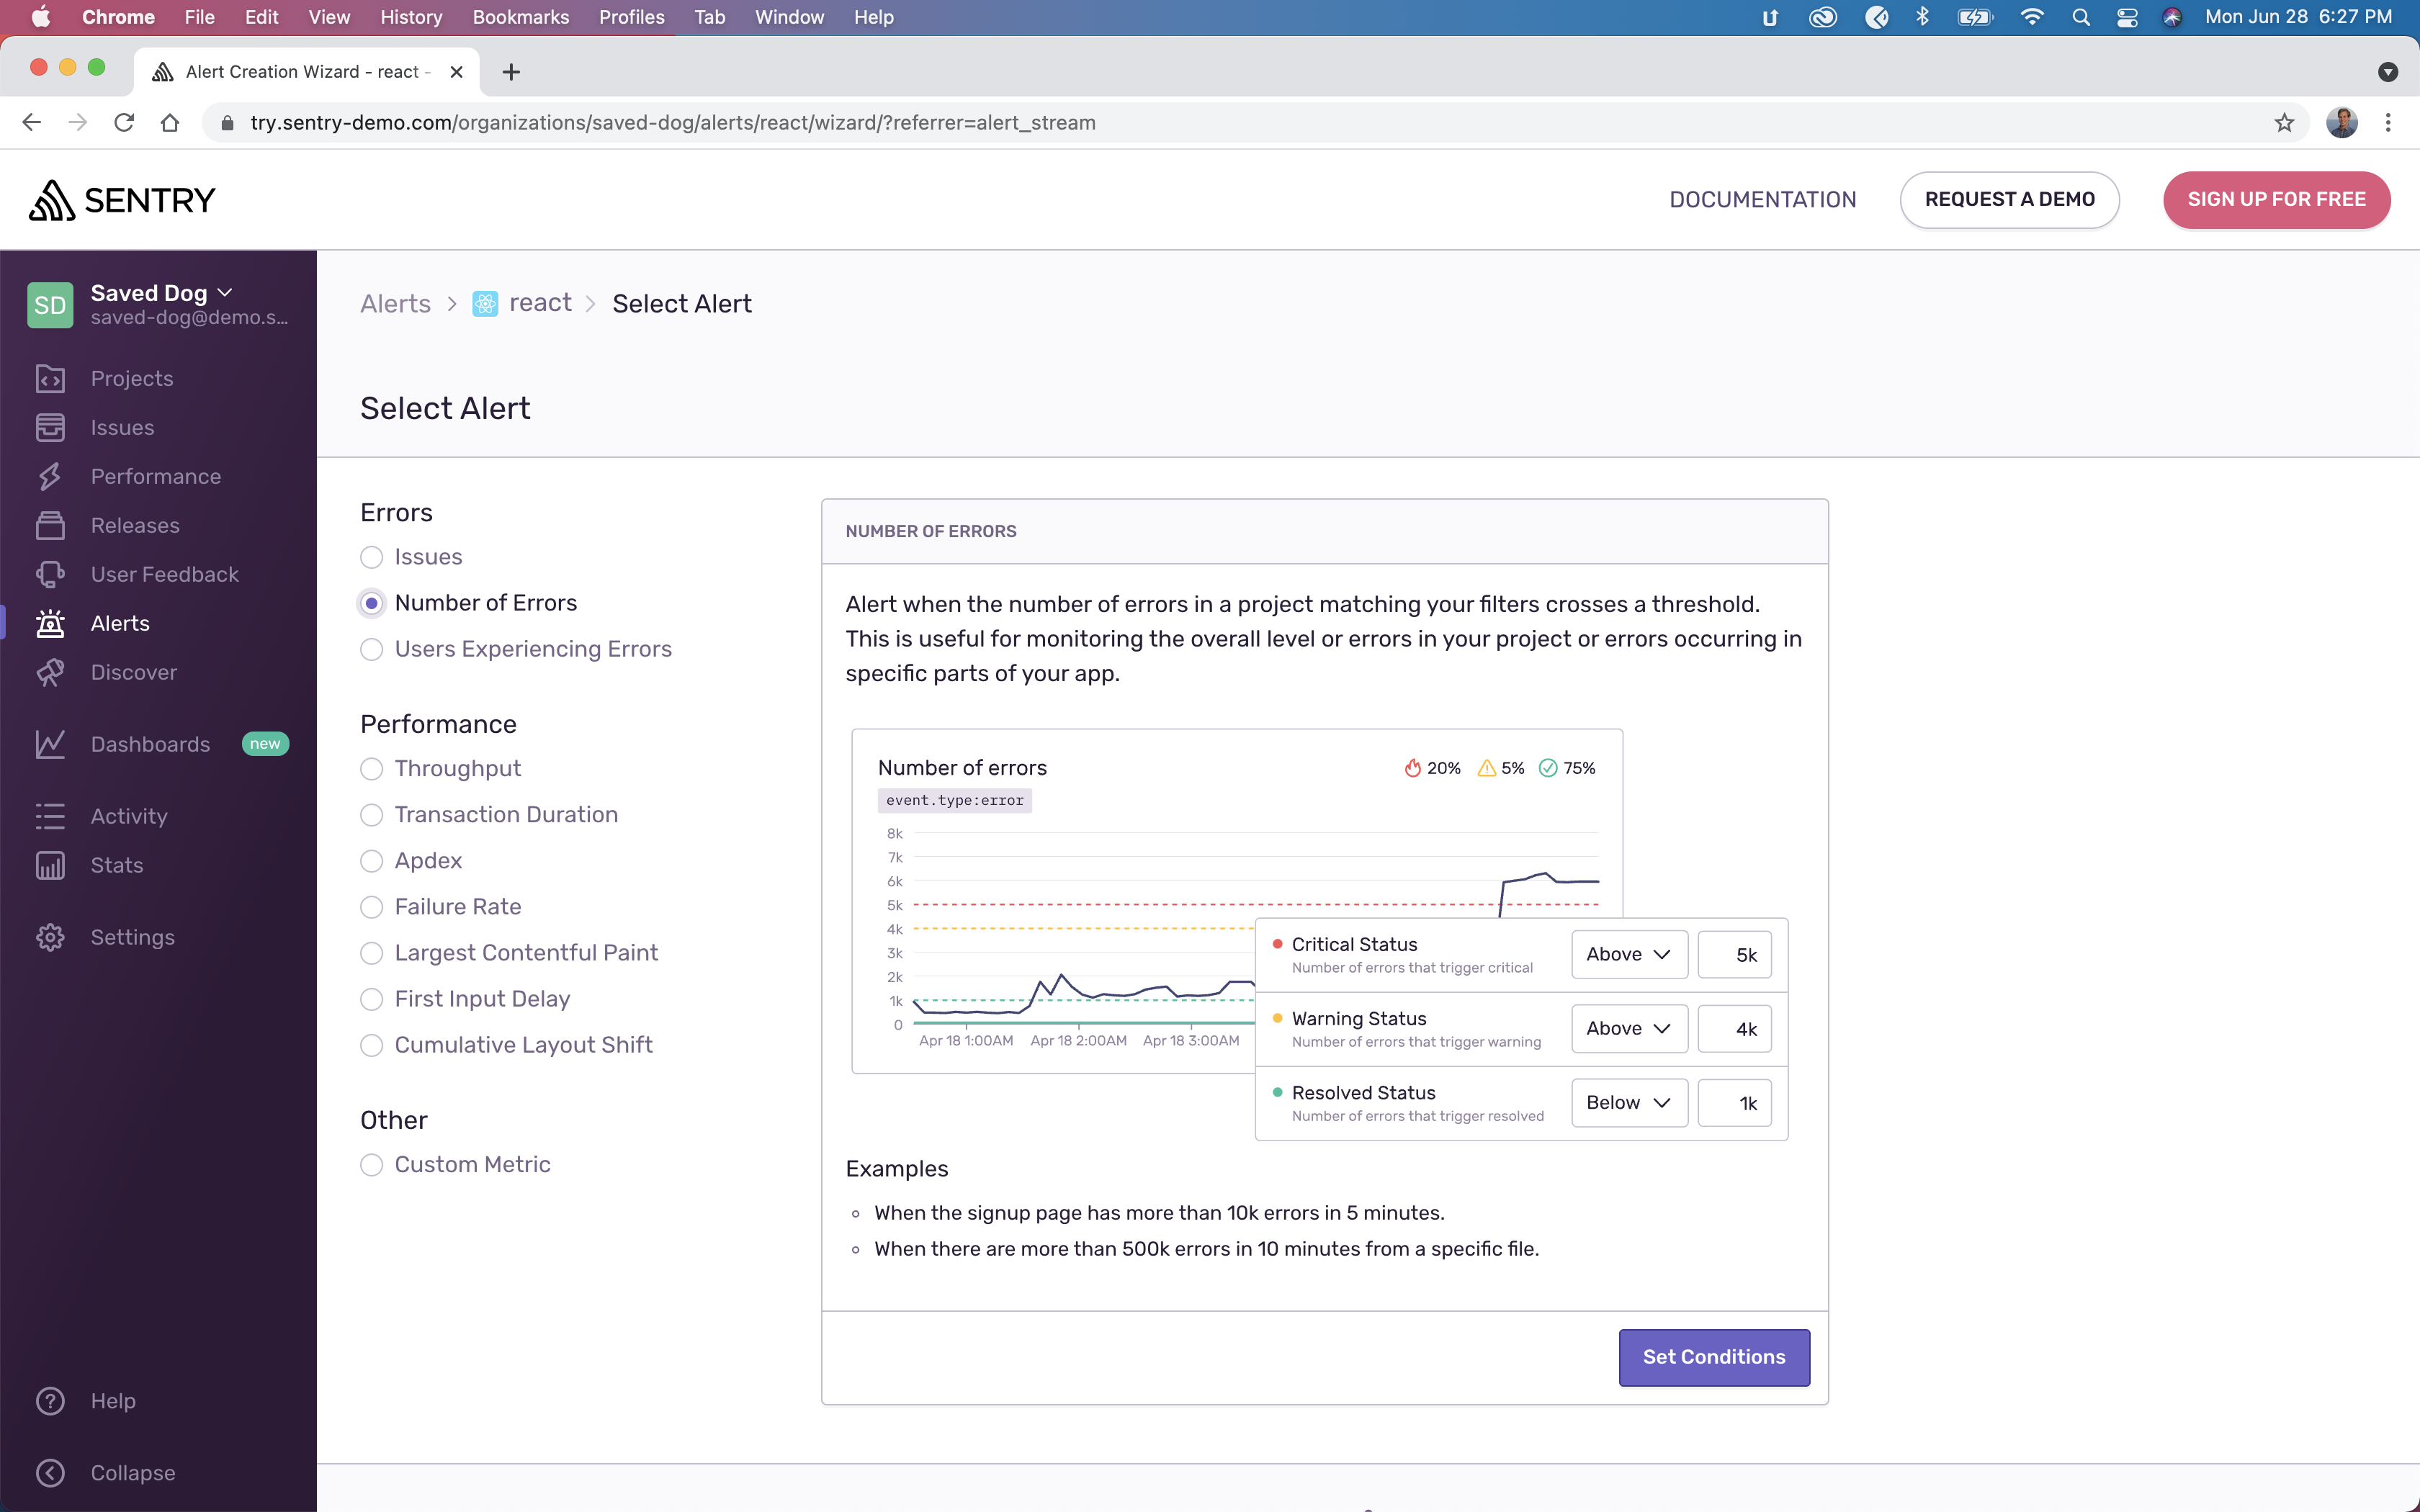 Chrome File Edit View History Bookmarks Profiles Tab Window Help Mon Jun 28 6:27 PM
Alert Creation Wizard - react -
try.sentry-demo.com/organizations/saved-dog/alerts/react/wizard/?referrer=alert_stream
SENTRY
DOCUMENTATION
REQUEST A DEMO
SIGN UP FOR FREE
SD
Saved Dog
saved-dog@demo.s...
Projects
Issues
Performance
Releases
User Feedback
Alerts
Discover
Dashboards new
Activity
Stats
Settings
Help
Collapse
Alerts > react > Select Alert
Select Alert
Errors
Issues
Number of Errors
Users Experiencing Errors
Performance
Throughput
Transaction Duration
Apdex
Failure Rate
Largest Contentful Paint
First Input Delay
Cumulative Layout Shift
Other
Custom Metric
NUMBER OF ERRORS
Alert when the number of errors in a project matching your filters crosses a threshold.
This is useful for monitoring the overall level or errors in your project or errors occurring in
specific parts of your app.
Number of errors
20% 5% 75%
event.type:error
8k
7k
6k
5k
4k
3k
2k
1k
0
Apr 18 1:00AM Apr 18 2:00AM Apr 18 3:00AM
Critical Status
Number of errors that trigger critical
Above 5k
Warning Status
Number of errors that trigger warning
Above 4k
Resolved Status
Number of errors that trigger resolved
Below 1k
Examples
When the signup page has more than 10k errors in 5 minutes.
When there are more than 500k errors in 10 minutes from a specific file.
Set Conditions